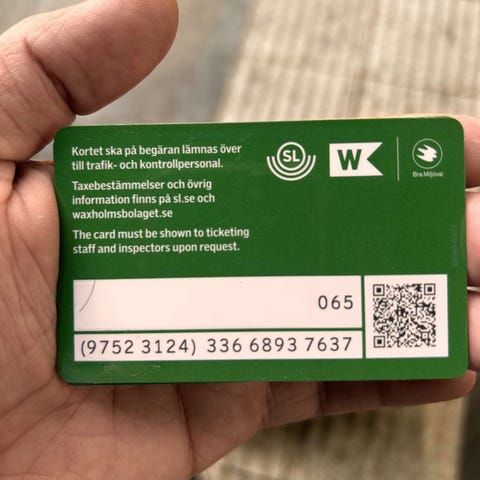 Kortet ska på begäran lämnas över
till trafik- och kontrollpersonal.
Taxebestämmelser och övrig
information finns på sl.se och
waxholmsbolaget.se
The card must be shown to ticketing
staff and inspectors upon request.
SL
W
Bra Miljöval
065
(9752 3124) 336 6893 7637